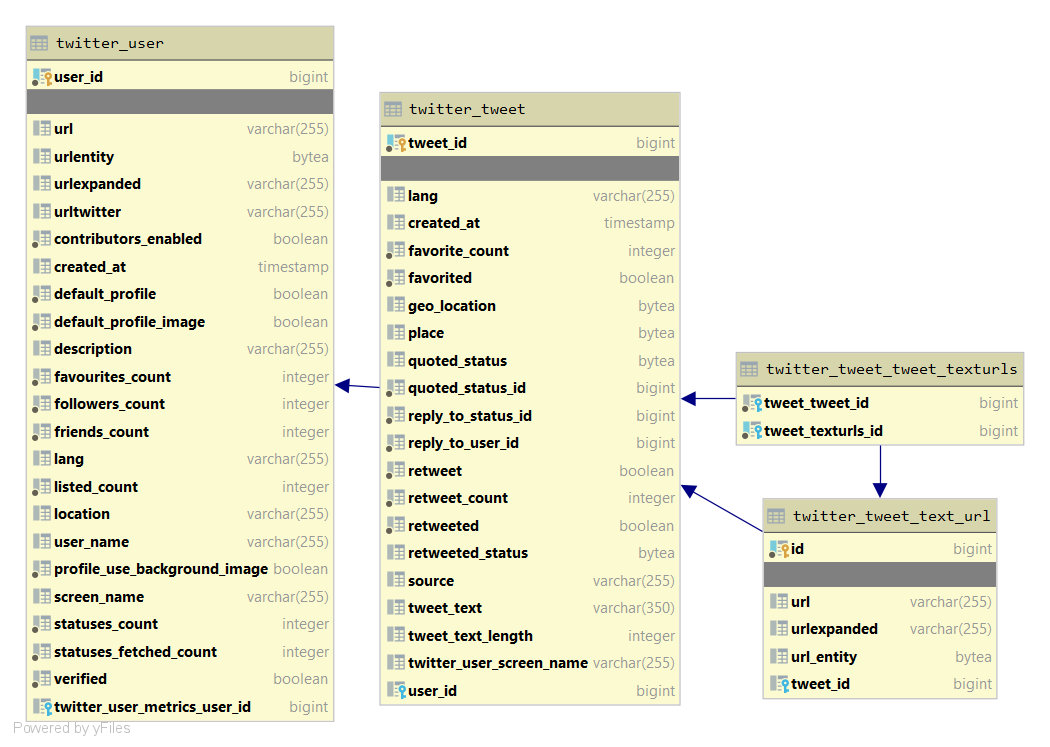 twitter_user
user_id bigint
url varchar(255)
urlentity bytea
urlexpanded varchar(255)
urltwitter varchar(255)
contributors_enabled boolean
created_at timestamp
default_profile boolean
default_profile_image boolean
description varchar(255)
favourites_count integer
followers_count integer
friends_count integer
lang varchar(255)
listed_count integer
location varchar(255)
user_name varchar(255)
profile_use_background_image boolean
screen_name varchar(255)
statuses_count integer
statuses_fetched_count integer
verified boolean
twitter_user_metrics_user_id bigint
twitter_tweet
tweet_id bigint
lang varchar(255)
created_at timestamp
favorite_count integer
favorited boolean
geo_location bytea
place bytea
quoted_status bytea
quoted_status_id bigint
reply_to_status_id bigint
reply_to_user_id bigint
retweet boolean
retweet_count integer
retweeted boolean
retweeted_status bytea
source varchar(255)
tweet_text varchar(350)
tweet_text_length integer
twitter_user_screen_name varchar(255)
user_id bigint
twitter_tweet_tweet_texturls
tweet_tweet_id bigint
tweet_texturls_id bigint
twitter_tweet_text_url
id bigint
url varchar(255)
urlexpanded varchar(255)
url_entity bytea
tweet_id bigint
Powered by yFiles